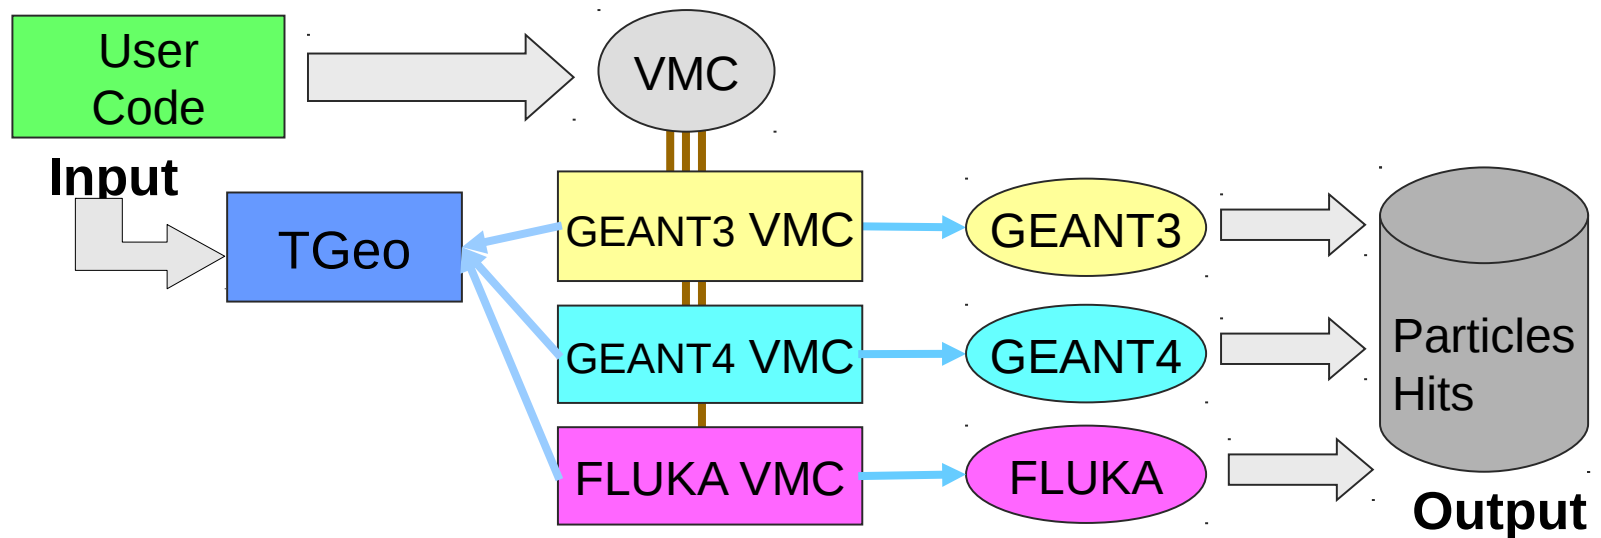 User
Code
VMC
Input
TGeo
GEANT3 VMC
GEANT3
GEANT4 VMC
GEANT4
FLUKA VMC
FLUKA
Particles
Hits
Output